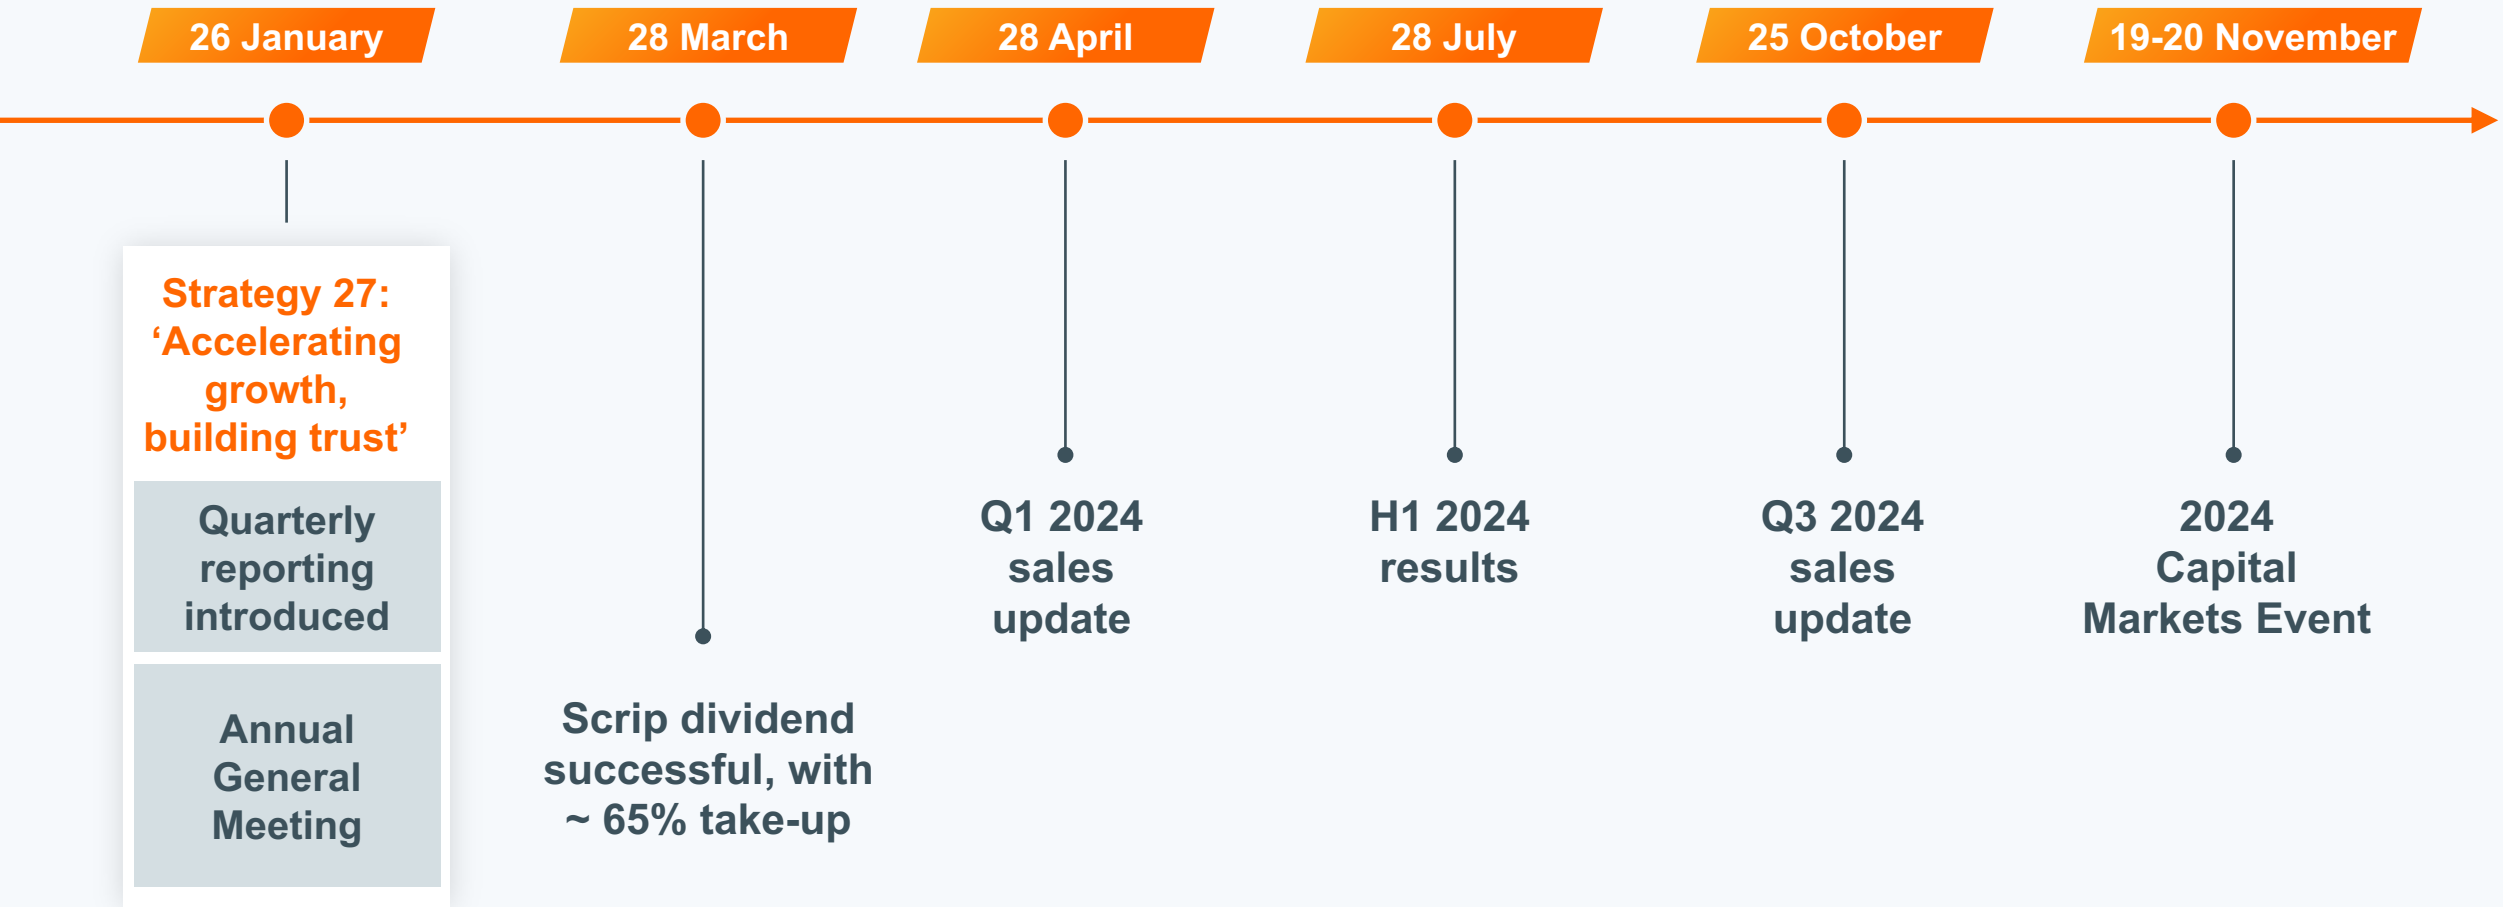 26 January
28 March
28 April
28 July
25 October
19-20 November
Strategy 27:
‘Accelerating
growth,
building trust’
Quarterly
reporting
introduced
Annual
General
Meeting
Scrip dividend
successful, with
~ 65% take-up
Q1 2024
sales
update
H1 2024
results
Q3 2024
sales
update
2024
Capital
Markets Event